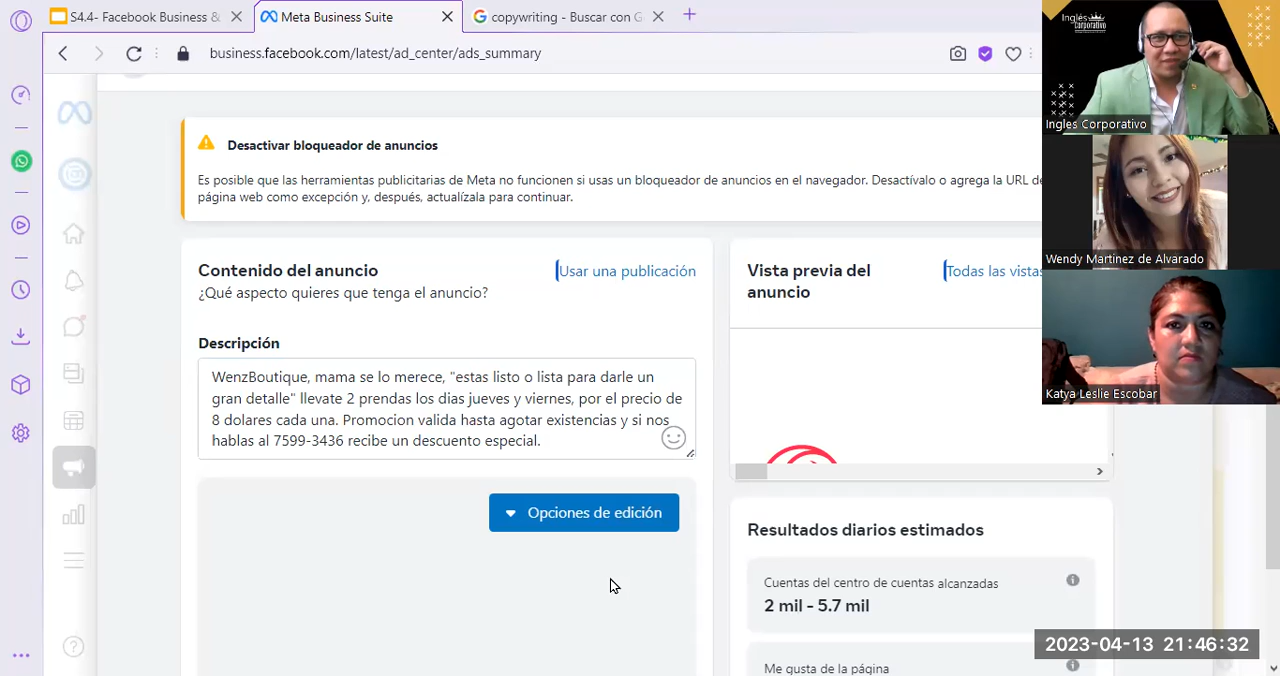 S4.4- Facebook Business &
Meta Business Suite
copywriting - Buscar con G
business.facebook.com/latest/ad_center/ads_summary
Desactivar bloqueador de anuncios
Es posible que las herramientas publicitarias de Meta no funcionen si usas un bloqueador de anuncios en el navegador. Desactívalo o agrega la URL de
página web como excepción y, después, actualízala para continuar.
Contenido del anuncio
Usar una publicación
¿Qué aspecto quieres que tenga el anuncio?
Descripción
WenzBoutique, mama se lo merece, "estas listo o lista para darle un
gran detalle" llevate 2 prendas los dias jueves y viernes, por el precio de
8 dolares cada una. Promocion valida hasta agotar existencias y si nos
hablas al 7599-3436 recibe un descuento especial.
Opciones de edición
Vista previa del
anuncio
Todas las vistas
Resultados diarios estimados
Cuentas del centro de cuentas alcanzadas
2 mil - 5.7 mil
Me gusta de la página
Inglés
Corporativo
Ingles Corporativo
Wendy Martinez de Alvarado
Katya Leslie Escobar
2023-04-13 21:46:32